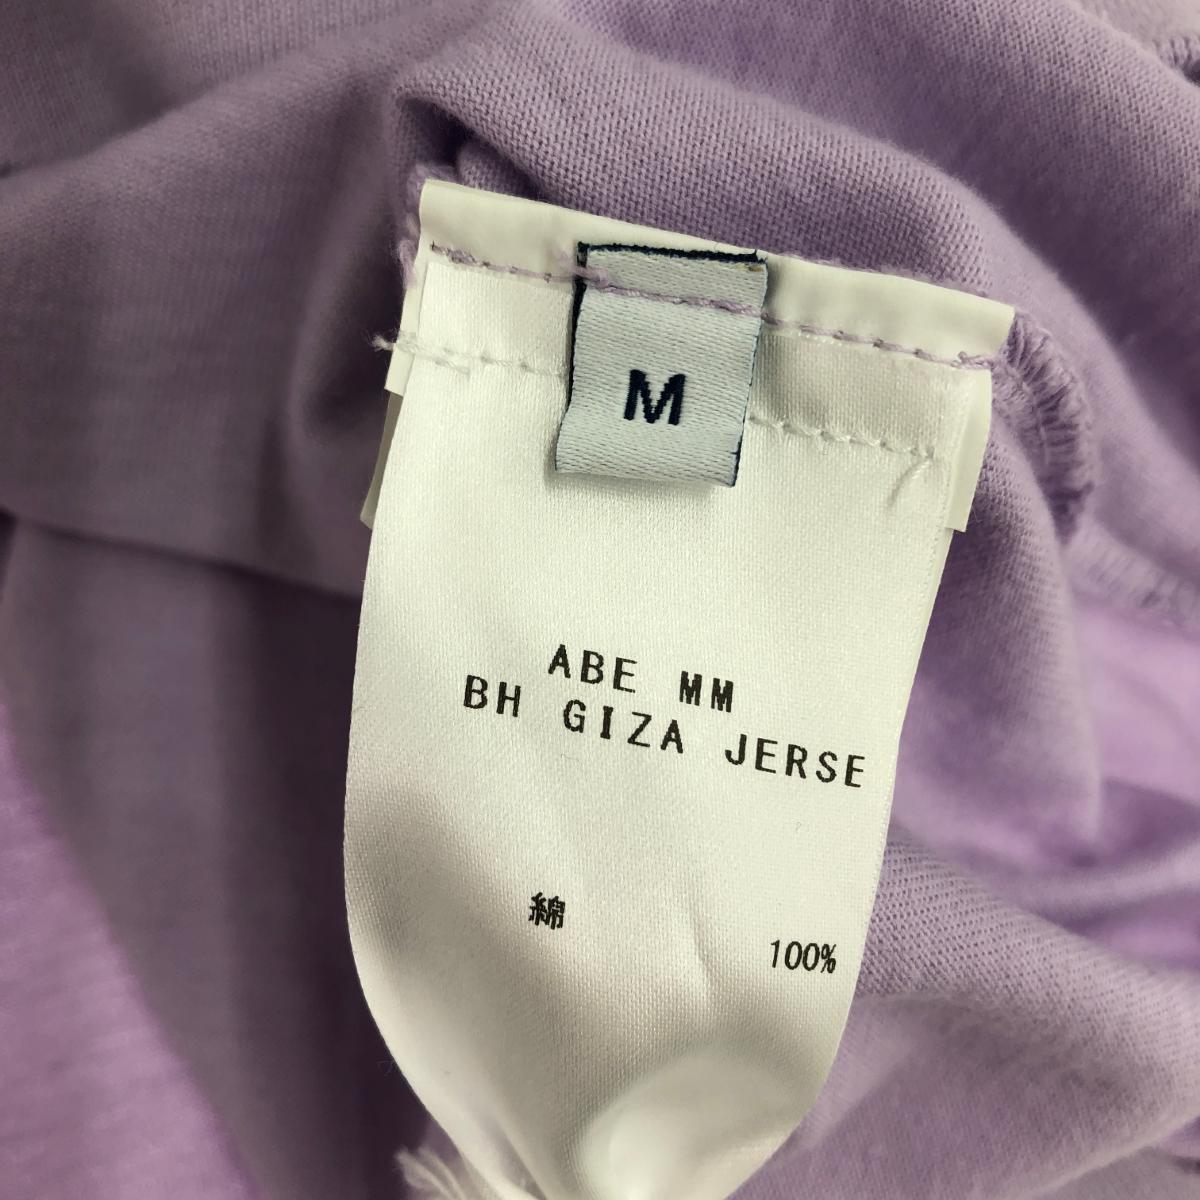 M
ABE MM
BH GIZA JERSE
綿 100%